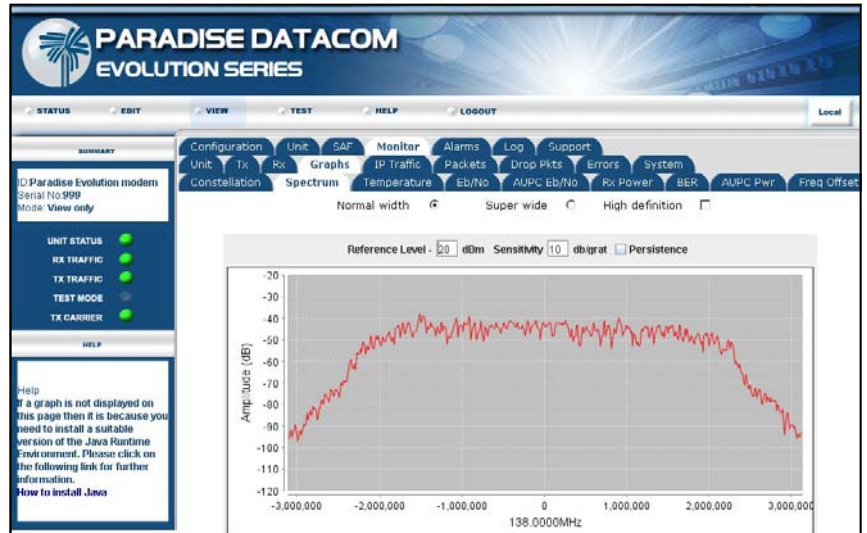 PARADISE DATACOM
EVOLUTION SERIES
STATUS EDIT VIEW TEST HELP LOGOUT Local
SUMMARY
ID:Paradise Evolution modem
Serial No:999
Mode: View only
UNIT STATUS
RX TRAFFIC
TX TRAFFIC
TEST MODE
TX CARRIER
HELP
Help
If a graph is not displayed on
this page then it is because you
need to install a suitable
version of the Java Runtime
Environment. Please click on
the following link for further
information.
How to install Java
Configuration Unit SAF Monitor Alarms Log Support
Unit Tx Rx Graphs IP Traffic Packets Drop Pkts Errors System
Constellation Spectrum Temperature Eb/No AUPC Eb/No Rx Power BER AUPC Pwr Freq Offset
Normal width Super wide High definition
Reference Level - 20 dBm Sensitivity 10 db/grat Persistence
Amplitude (dB)
-20
-30
-40
-50
-60
-70
-80
-90
-100
-110
-120
-3,000,000 -2,000,000 -1,000,000 0 1,000,000 2,000,000 3,000,000
138.0000MHz